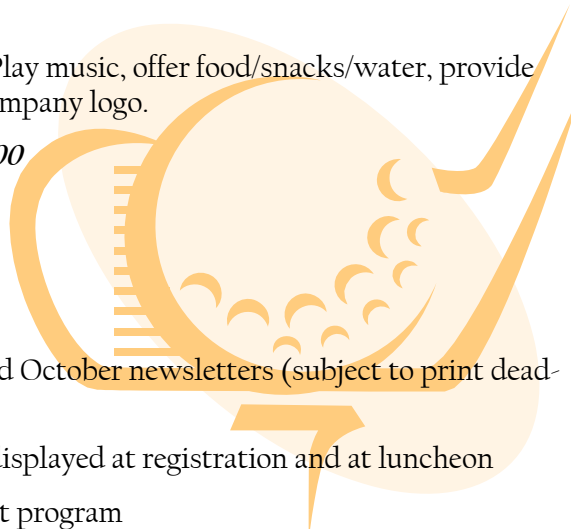 Play music, offer food/snacks/water, provide
mpany logo.
00
d October newsletters (subject to print dead-
displayed at registration and at luncheon
t program